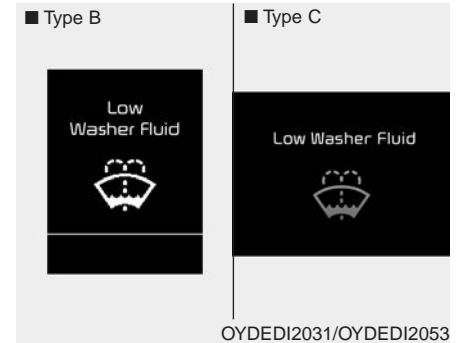 ■ Type B
Low
Washer Fluid
■ Type C
Low Washer Fluid
OYDEDI2031/OYDEDI2053